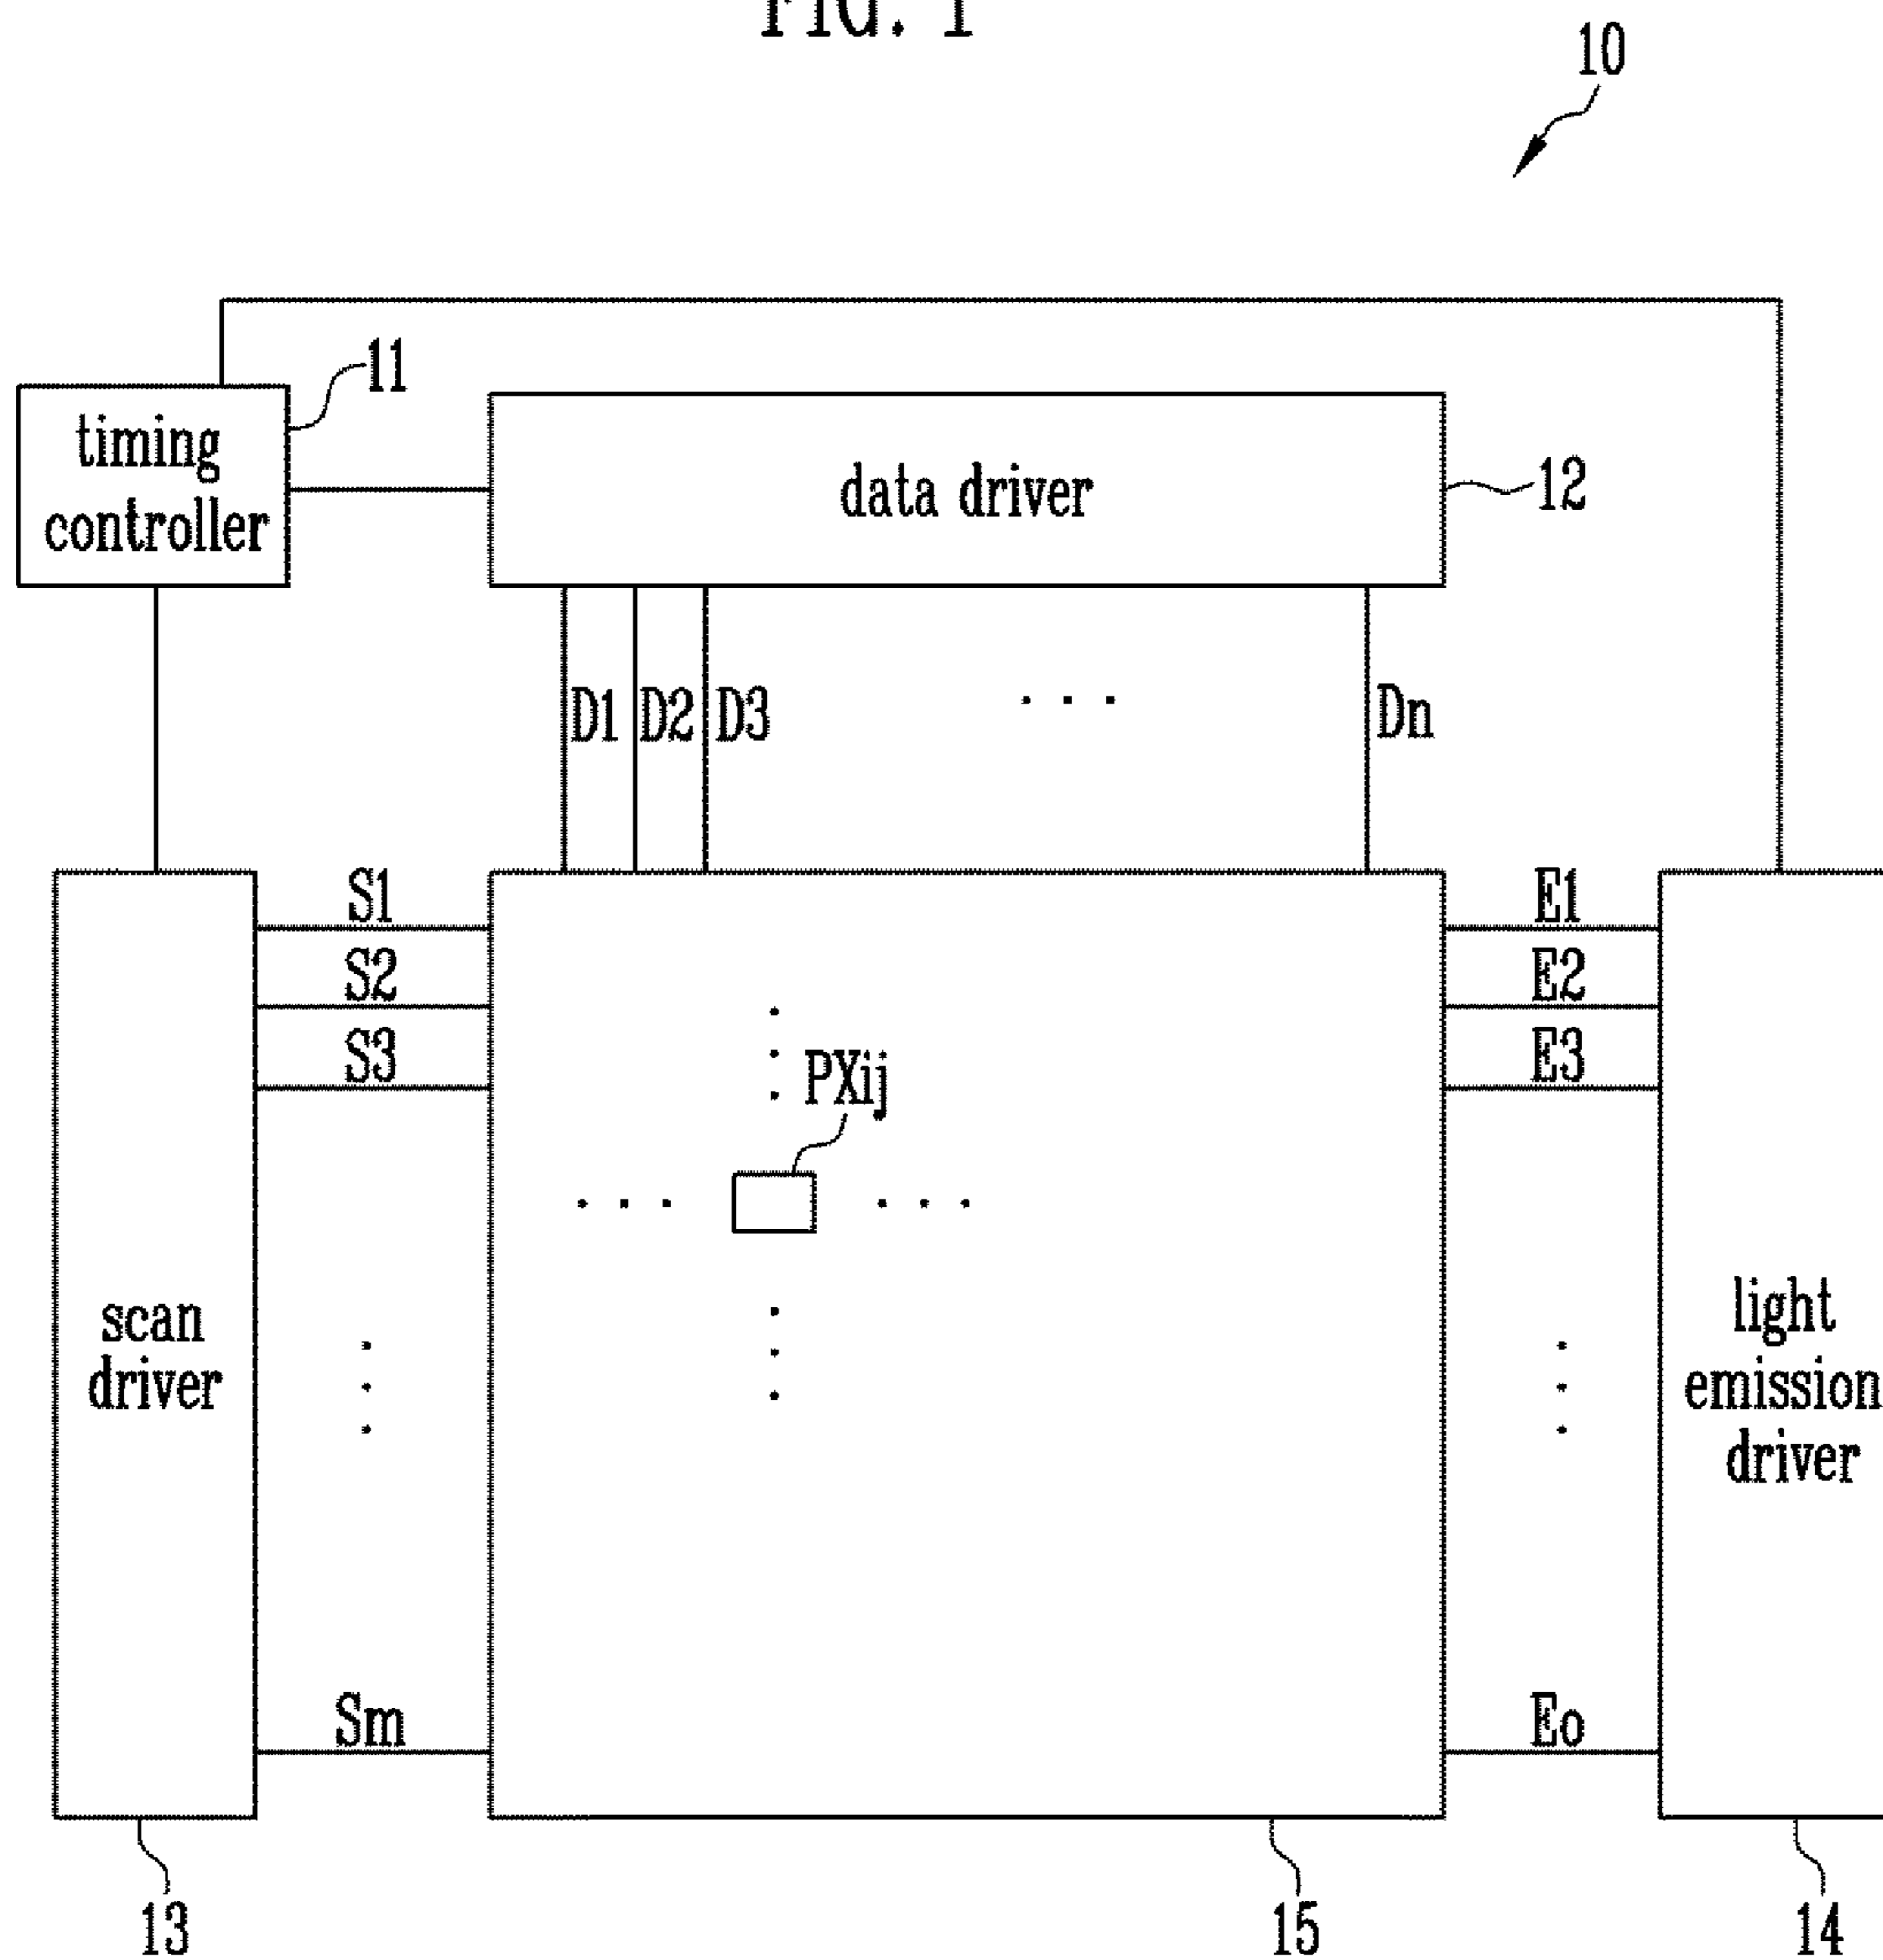 FIG. 1
10
11
timing
controller
data driver
12
D1
D2
D3
. . .
Dn
S1
S2
S3
Sm
E1
E2
E3
Eo
PXij
. . .
. . .
scan
driver
light
emission
driver
13
15
14